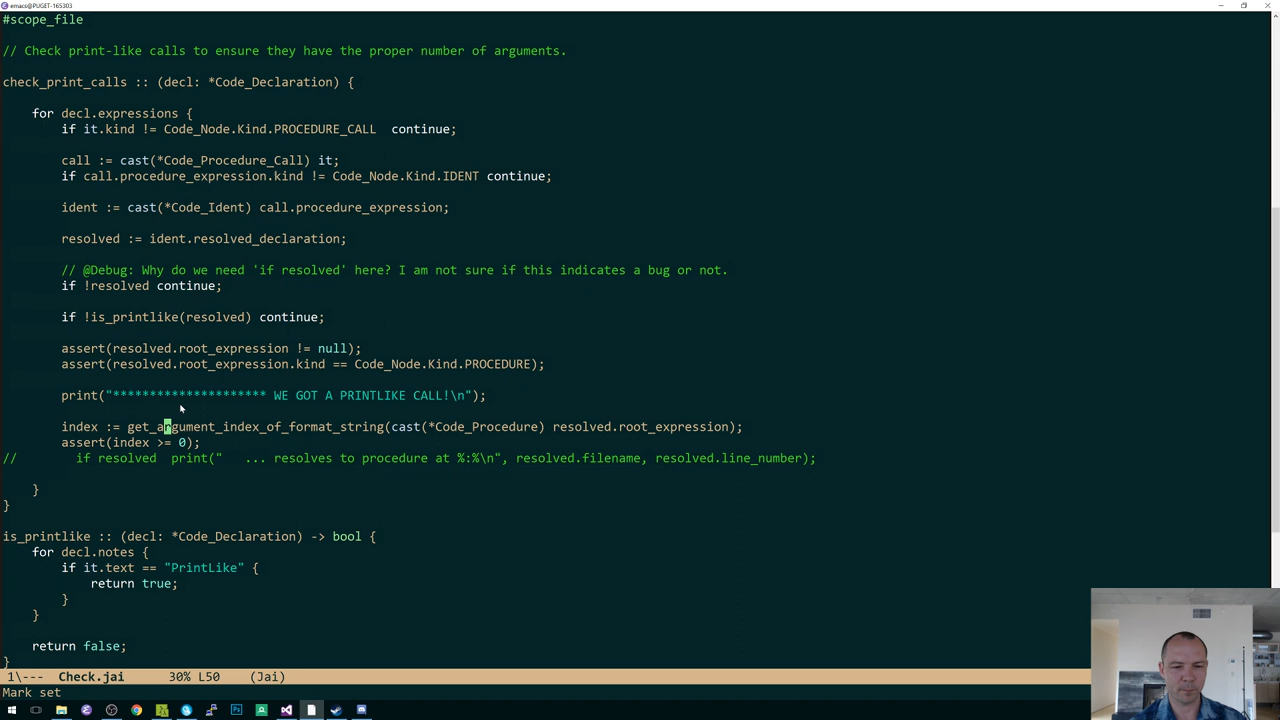 emacs@PUGET-165303
#scope_file
// Check print-like calls to ensure they have the proper number of arguments.
check_print_calls :: (decl: *Code_Declaration) {
for decl.expressions {
if it.kind != Code_Node.Kind.PROCEDURE_CALL  continue;
call := cast(*Code_Procedure_Call) it;
if call.procedure_expression.kind != Code_Node.Kind.IDENT continue;
ident := cast(*Code_Ident) call.procedure_expression;
resolved := ident.resolved_declaration;
// @Debug: Why do we need 'if resolved' here? I am not sure if this indicates a bug or not.
if !resolved continue;
if !is_printlike(resolved) continue;
assert(resolved.root_expression != null);
assert(resolved.root_expression.kind == Code_Node.Kind.PROCEDURE);
print("********************* WE GOT A PRINTLIKE CALL!\n");
index := get_argument_index_of_format_string(cast(*Code_Procedure) resolved.root_expression);
assert(index >= 0);
//        if resolved  print("   ... resolves to procedure at %:%\n", resolved.filename, resolved.line_number);
}
}
is_printlike :: (decl: *Code_Declaration) -> bool {
for decl.notes {
if it.text == "PrintLike" {
return true;
}
}
return false;
}
1\---  Check.jai      30% L50    (Jai)
Mark set